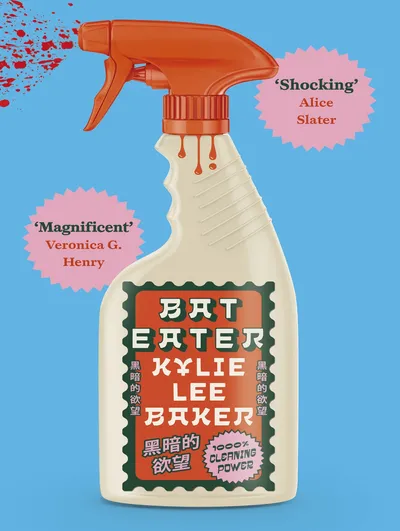 ‘Shocking’
Alice
Slater
‘Magnificent’
Veronica G.
Henry
BAT
EATER
KYLIE
LEE
BAKER
黑暗的欲望
黑暗的欲望
黑暗的
欲望
1000%
CLEANING
POWER